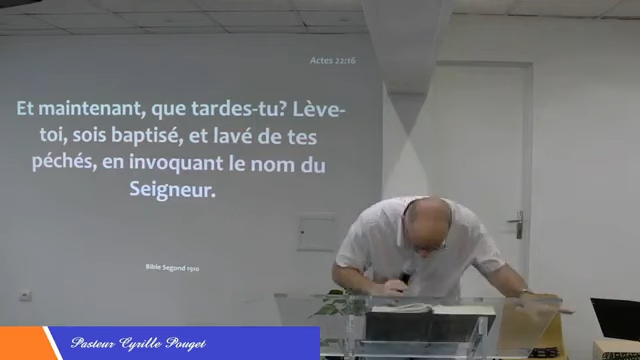 Actes 22:16
Et maintenant, que tardes-tu? Lève-
toi, sois baptisé, et lavé de tes
péchés, en invoquant le nom du
Seigneur.
Bible Segond 1910
Pasteur Cyrille Pouget